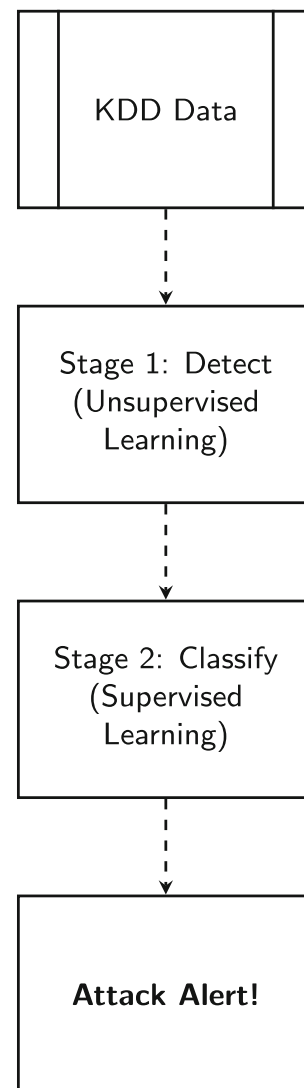 KDD Data
Stage 1: Detect
(Unsupervised
Learning)
Stage 2: Classify
(Supervised
Learning)
Attack Alert!